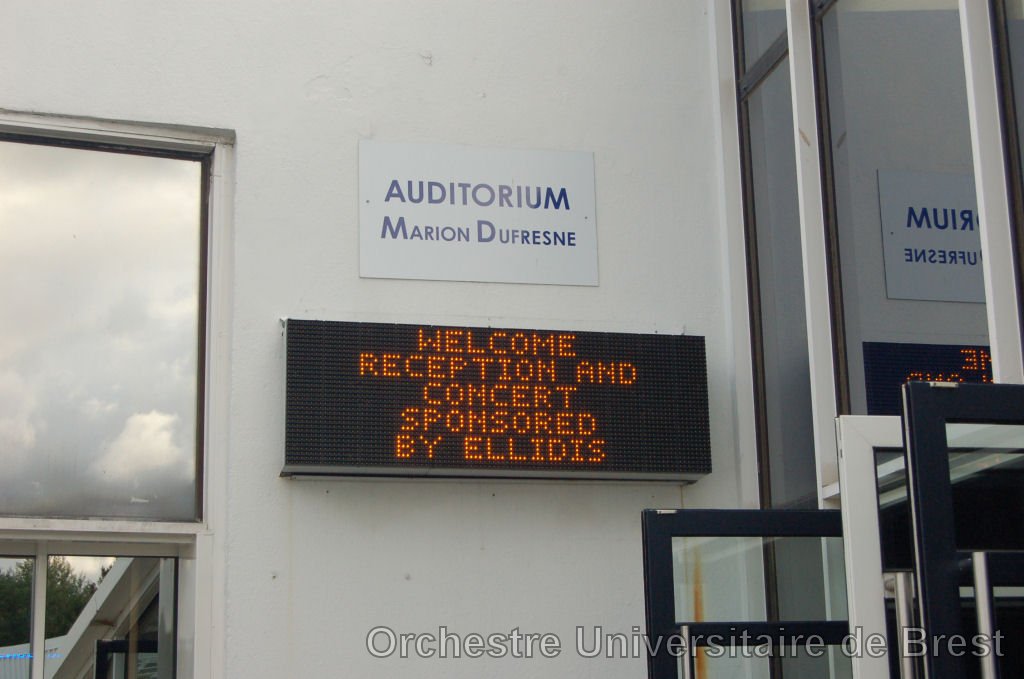 AUDITORIUM
MARION DUFRESNE
WELCOME
RECEPTION AND
CONCERT
SPONSORED
BY ELLIDIS
Orchestre Universitaire de Brest